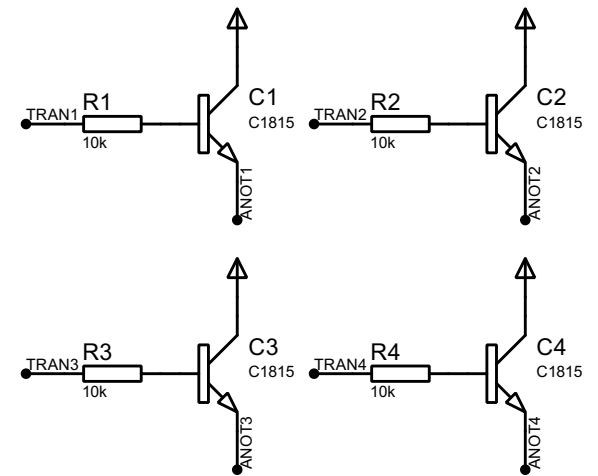 R1
C1
TRAN1
C1815
10k
ANOT1
R2
C2
TRAN2
C1815
10k
ANOT2
R3
C3
TRAN3
C1815
10k
ANOT3
R4
C4
TRAN4
C1815
10k
ANOT4